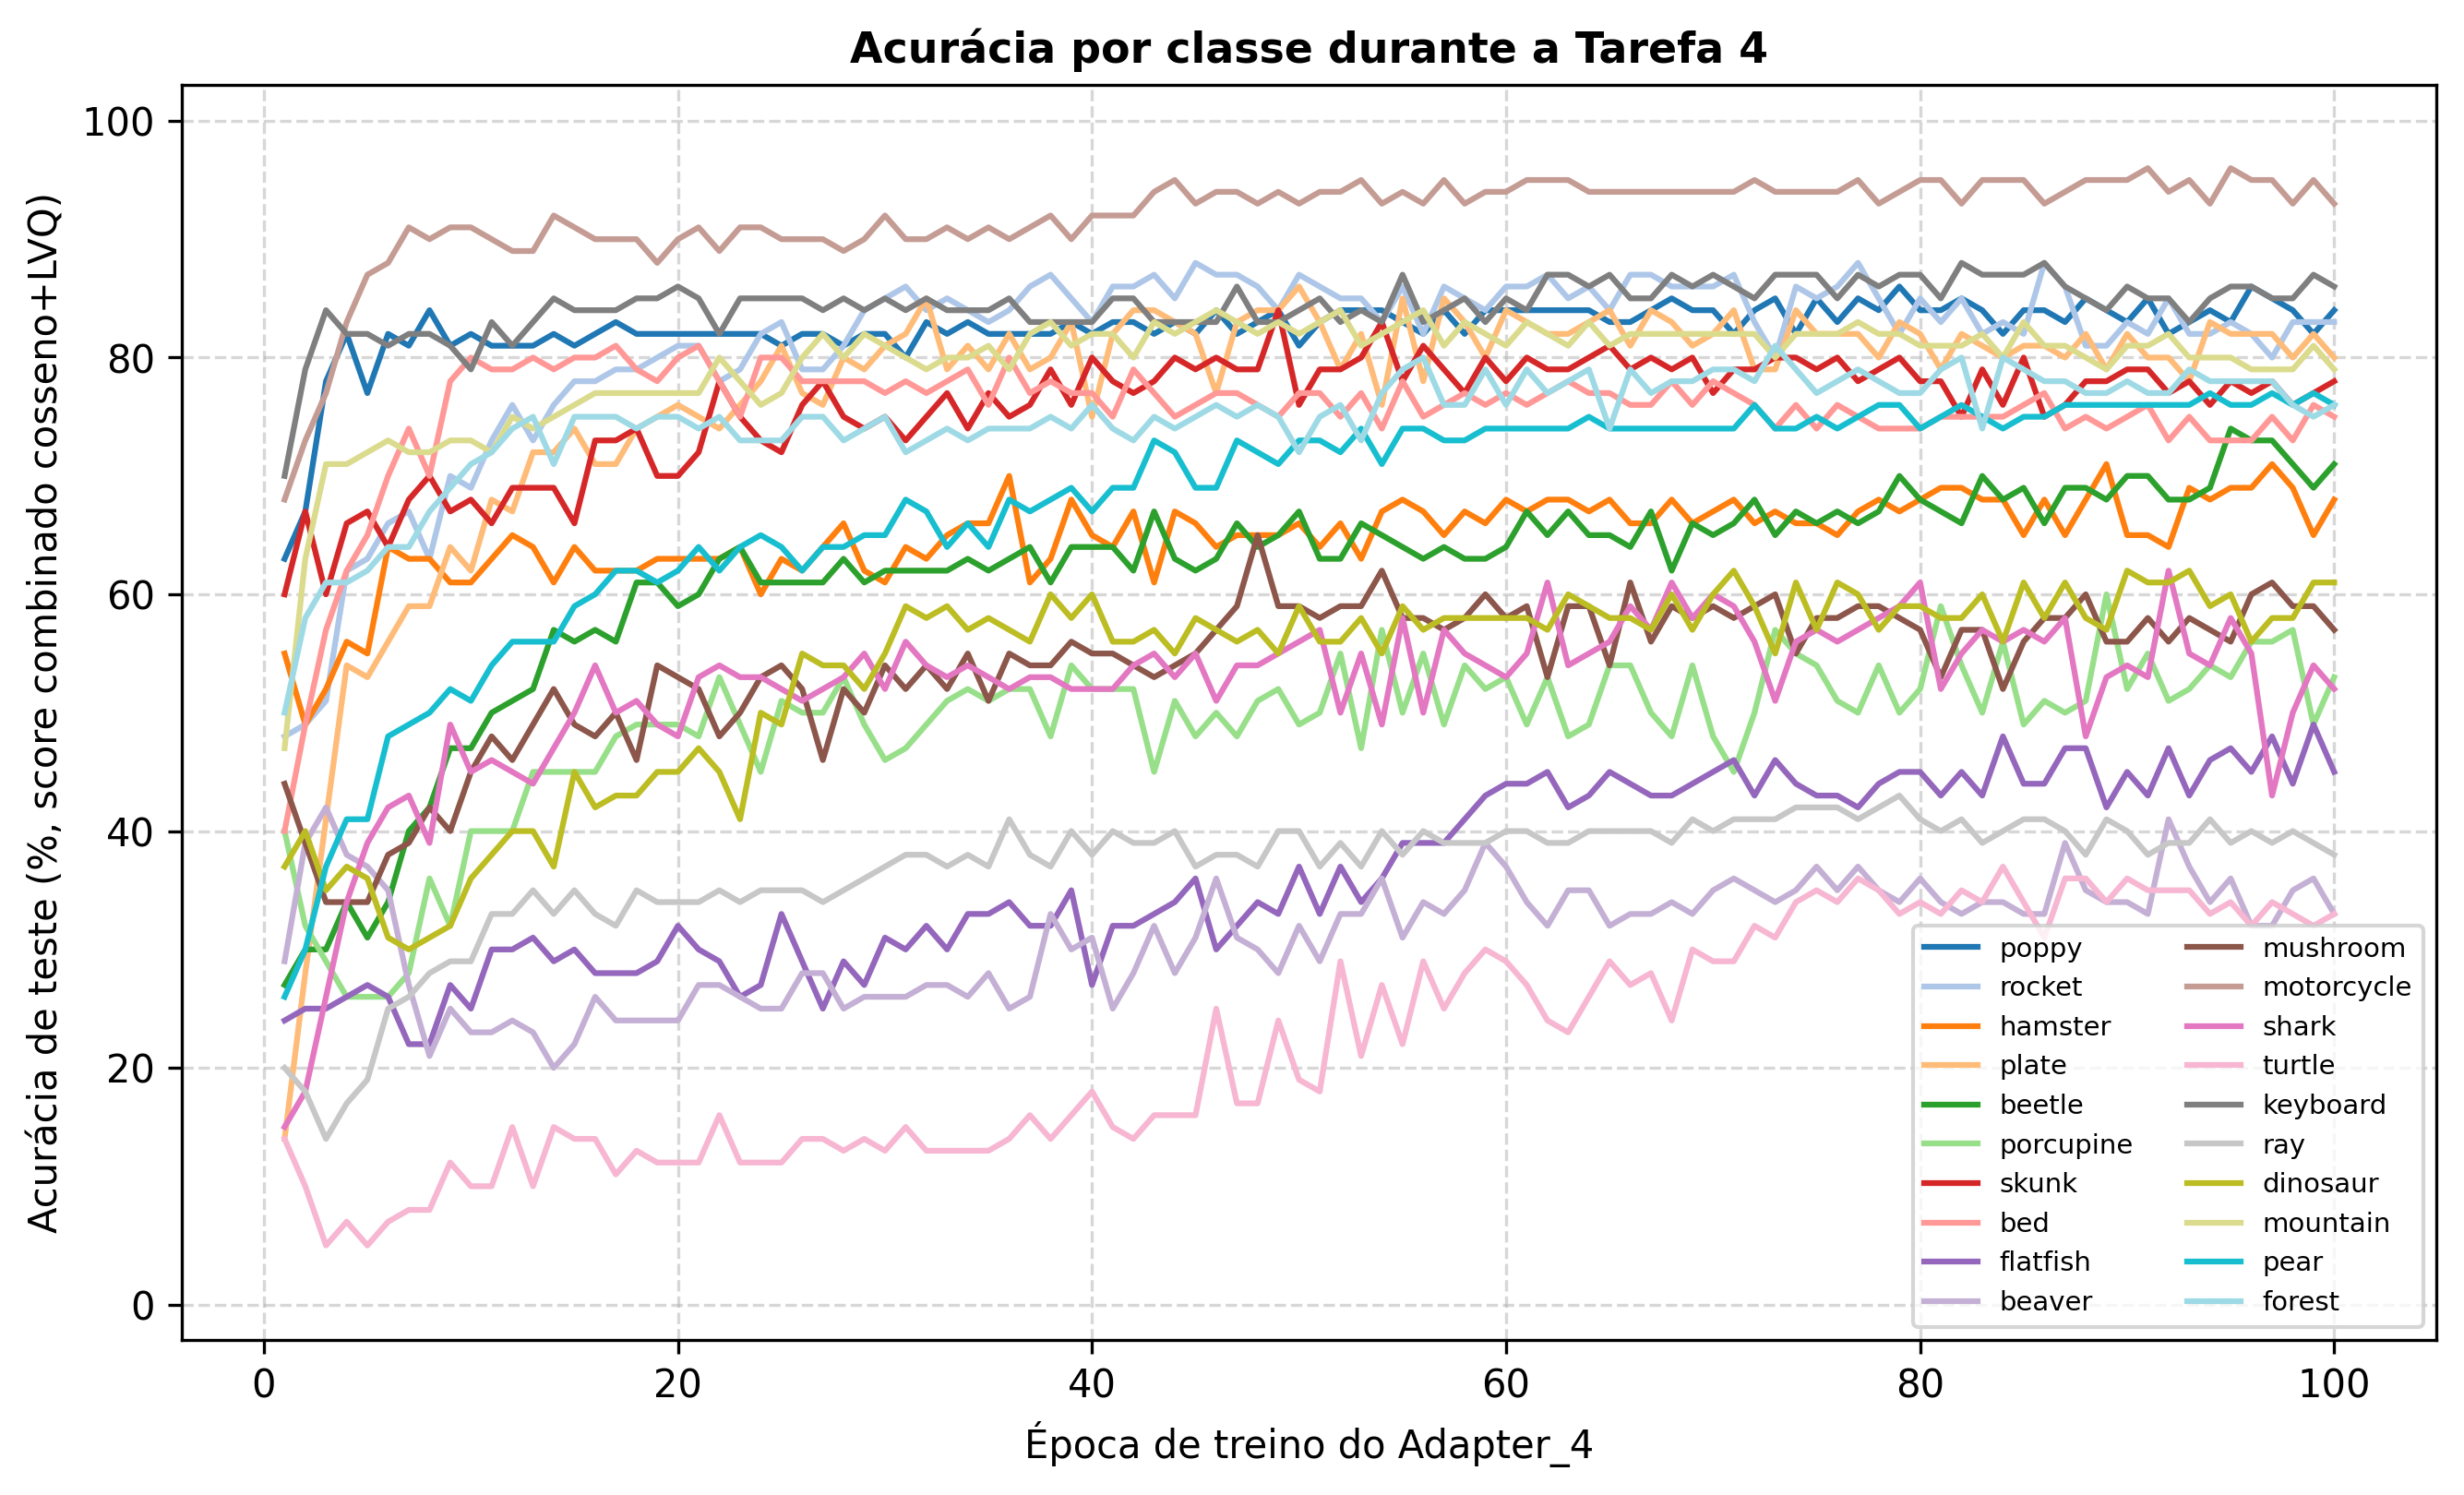 Acurácia por classe durante a Tarefa 4
Acurácia de teste (%, score combinado cosseno+LVQ)
100
80
60
40
20
0
0 20 40 60 80 100
Época de treino do Adapter_4
poppy
rocket
hamster
plate
beetle
porcupine
skunk
bed
flatfish
beaver
mushroom
motorcycle
shark
turtle
keyboard
ray
dinosaur
mountain
pear
forest